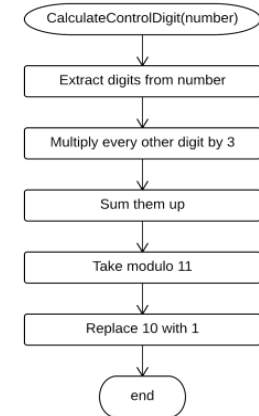 CalculateControlDigit(number)
Extract digits from number
Multiply every other digit by 3
Sum them up
Take modulo 11
Replace 10 with 1
end